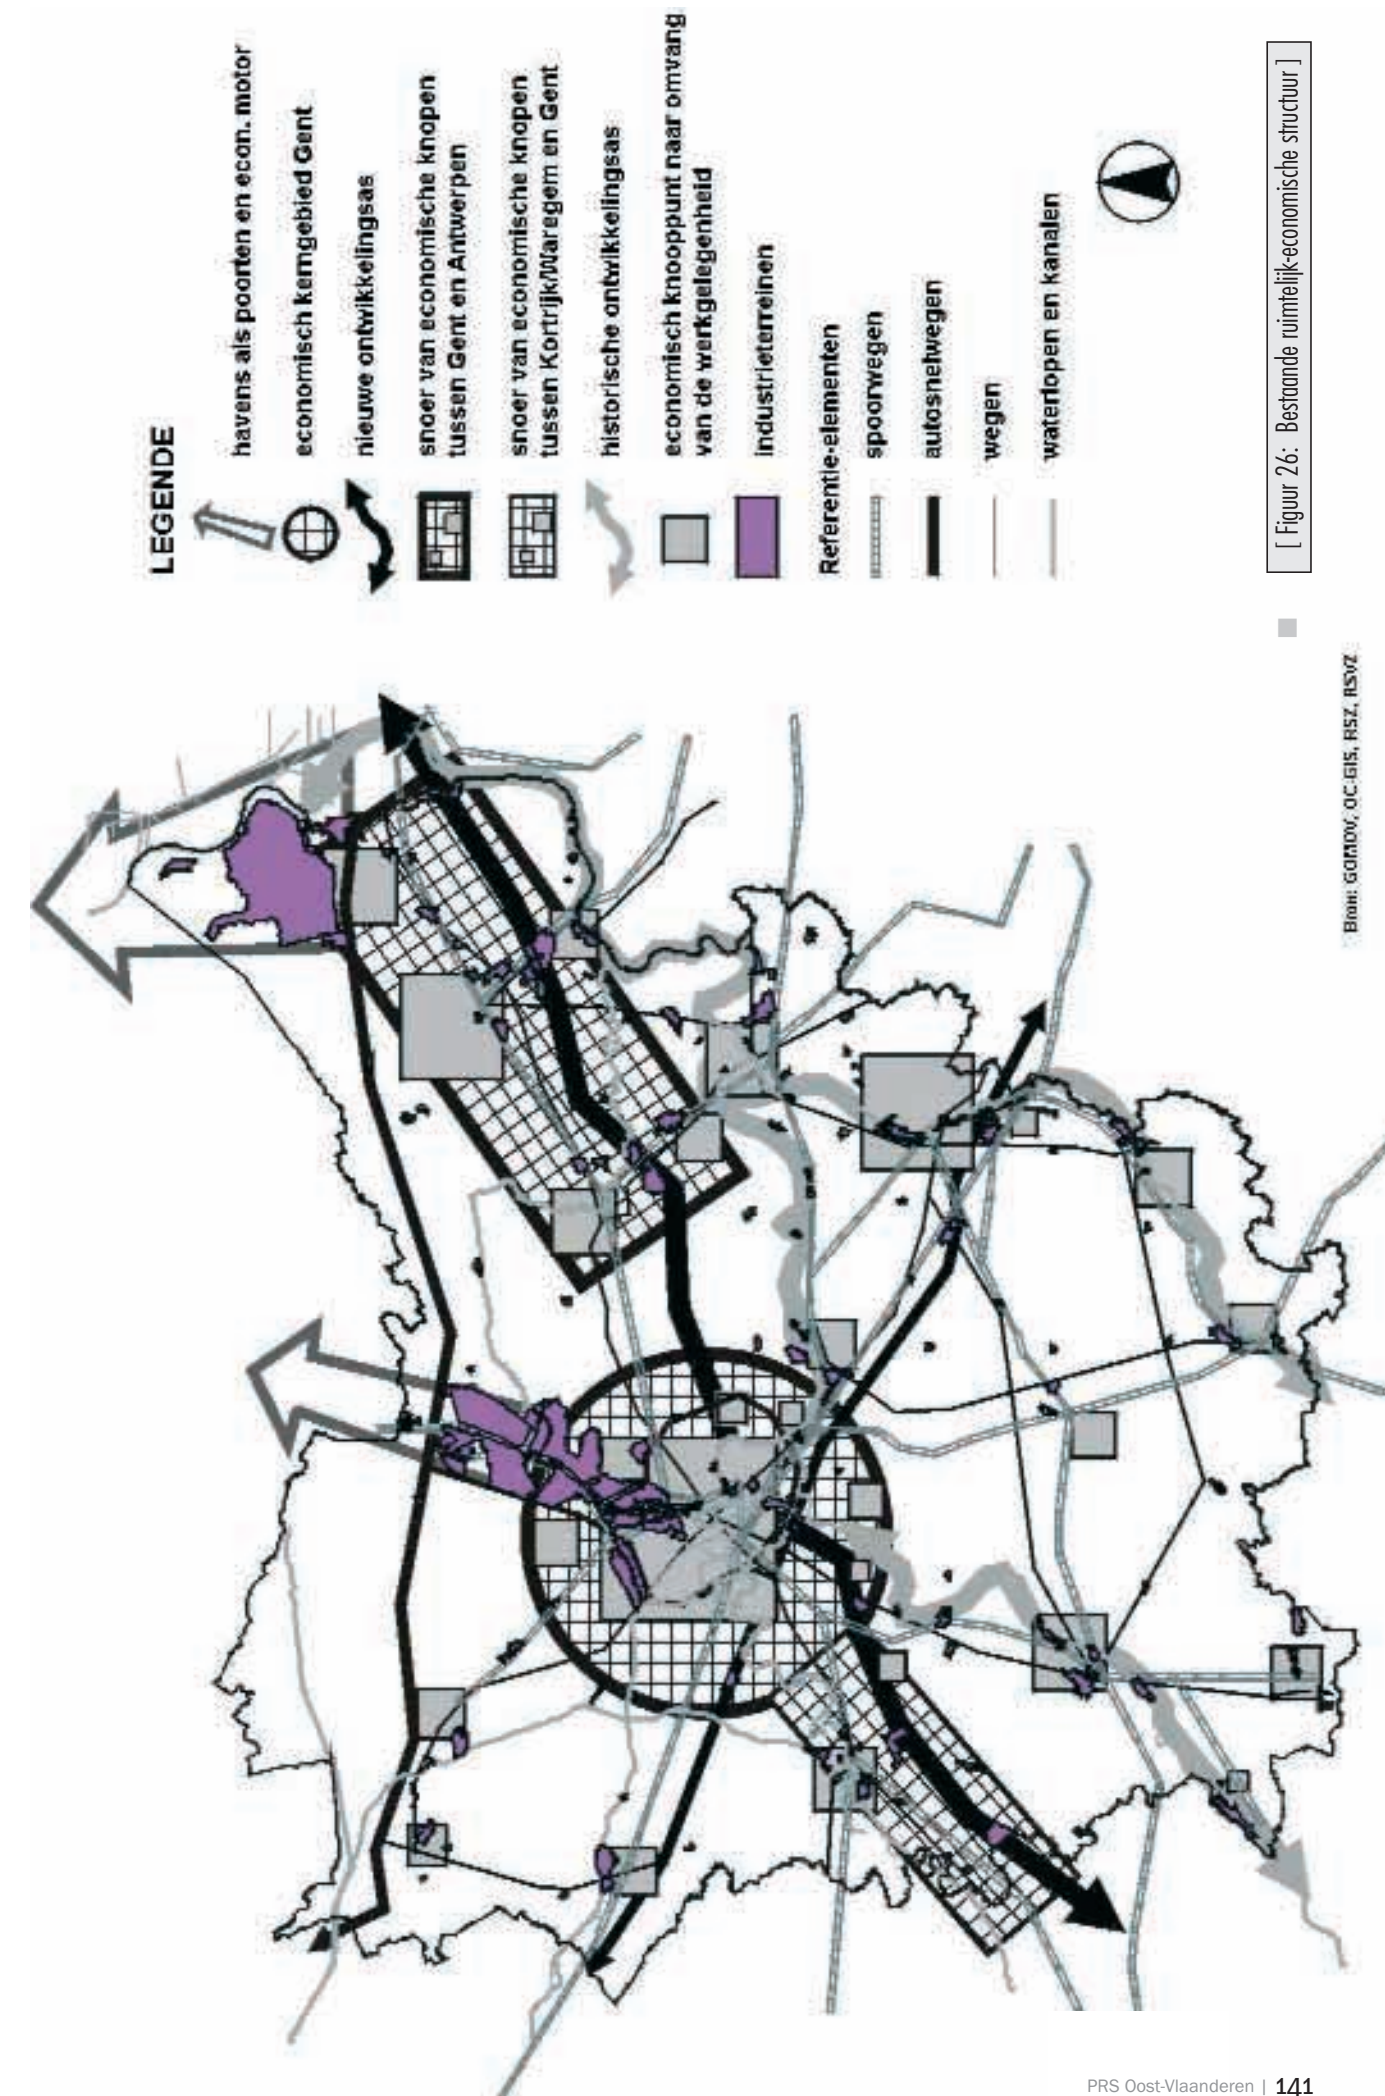 LEGENDE
havens als poorten en econ. motor
economisch kerngebied Gent
nieuwe ontwikkelingsas
snoer van economische knopen
tussen Gent en Antwerpen
snoer van economische knopen
tussen Kortrijk/Waregem en Gent
historische ontwikkelingsas
economisch knooppunt naar omvang
van de werkgelegenheid
industrieterreinen
Referentie-elementen
spoorwegen
autosnelwegen
wegen
waterlopen en kanalen
[ Figuur 26: Bestaande ruimtelijk-economische structuur ]
Bron: GOMOV, OC-GIS, RSZ, RSVZ
PRS Oost-Vlaanderen | 141